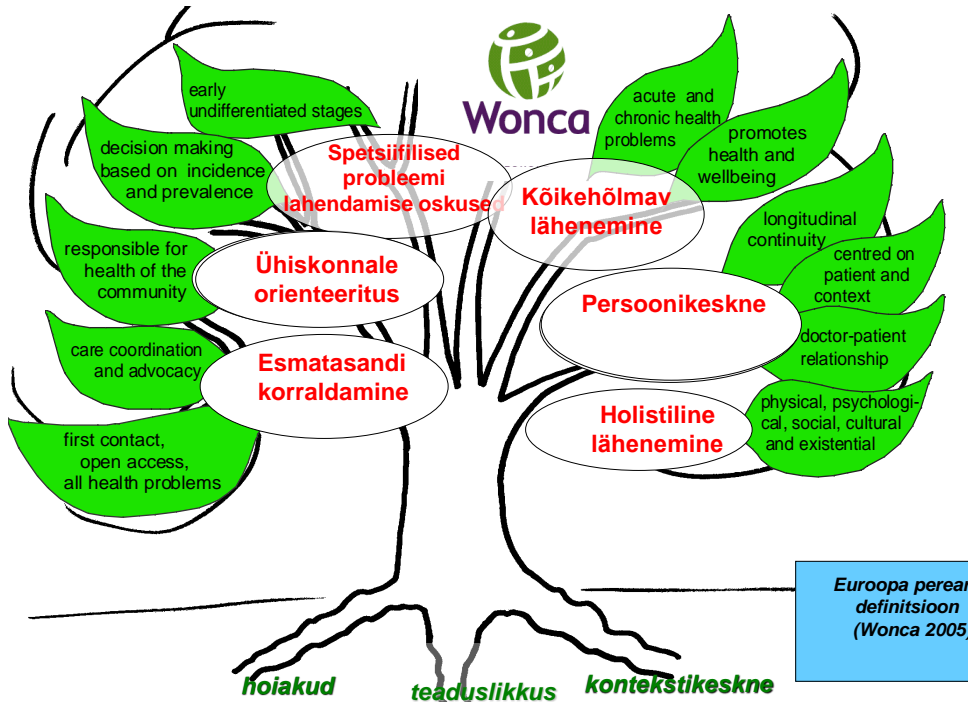 Wonca
early
undifferentiated stages
decision making
based on incidence
and prevalence
responsible for
health of the
community
care coordination
and advocacy
first contact,
open access,
all health problems
Spetsiifilised
probleemi
lahendamise oskused
Ühiskonnale
orienteeritus
Esmatasandi
korraldamine
Kõikehõlmav
lähenemine
Persoonikeskne
Holistiline
lähenemine
acute and
chronic health
problems
promotes
health and
wellbeing
longitudinal
continuity
centred on
patient and
context
doctor-patient
relationship
physical, psychologi-
cal, social, cultural
and existential
Euroopa
definitsioon
(Wonca 2005)
hoiakud
teaduslikkus
kontekstikeskne